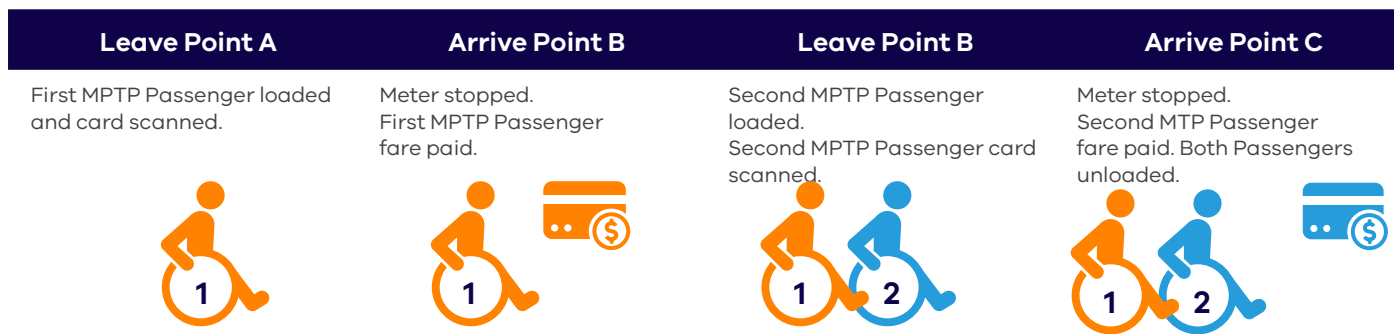 Leave Point A
Arrive Point B
Leave Point B
Arrive Point C
First MPTP Passenger loaded
and card scanned.
Meter stopped.
First MPTP Passenger
fare paid.
Second MPTP Passenger
loaded.
Second MPTP Passenger card
scanned.
Meter stopped.
Second MTP Passenger
fare paid. Both Passengers
unloaded.
1
$
1
1
2
$
1
2